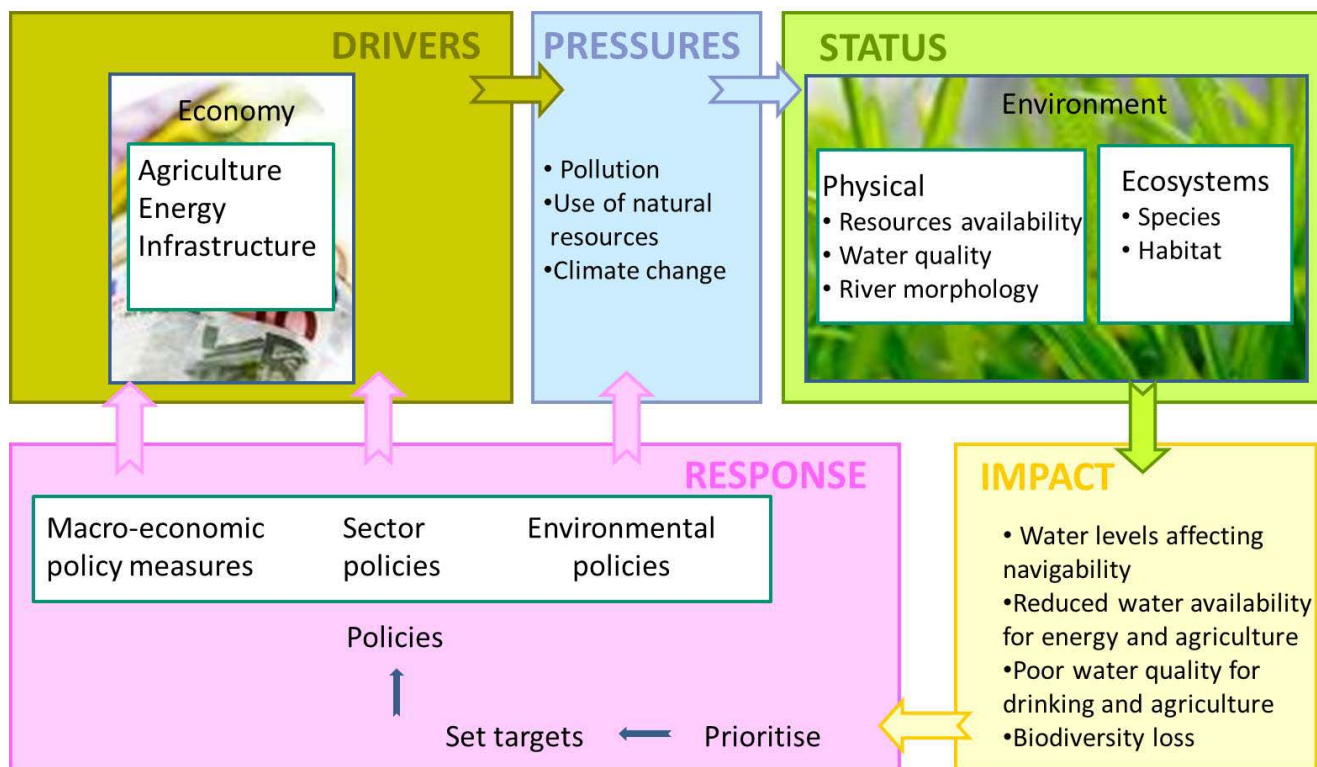 DRIVERS
Economy
Agriculture
Energy
Infrastructure
PRESSURES
• Pollution
•Use of natural
resources
•Climate change
STATUS
Environment
Physical
• Resources availability
• Water quality
• River morphology
Ecosystems
• Species
• Habitat
RESPONSE
Macro-economic
policy measures
Sector
policies
Environmental
policies
Policies
Set targets
Prioritise
IMPACT
• Water levels affecting
navigability
•Reduced water availability
for energy and agriculture
•Poor water quality for
drinking and agriculture
•Biodiversity loss